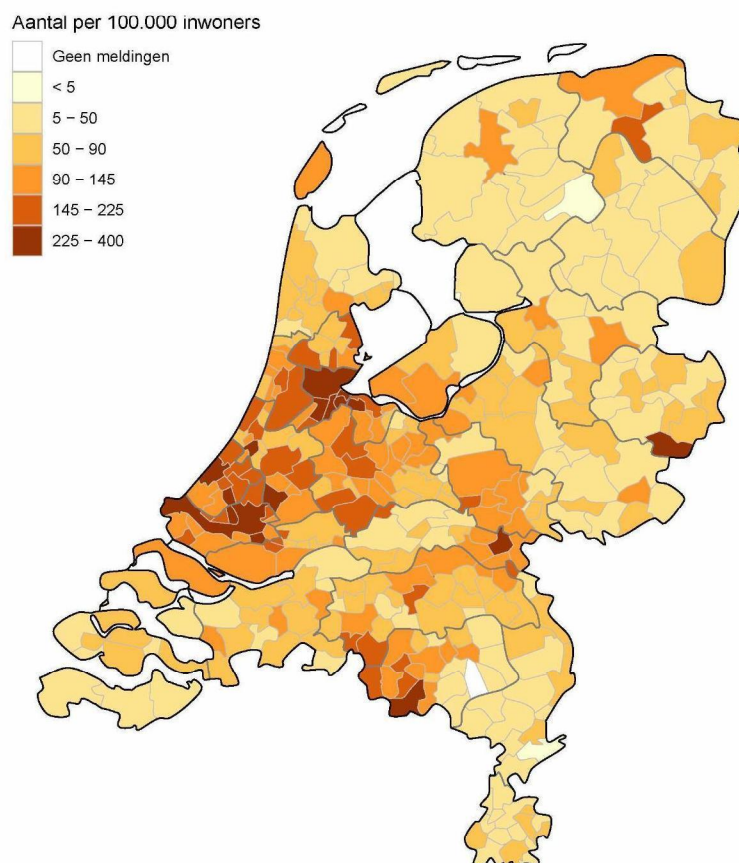 Aantal per 100.000 inwoners
Geen meldingen
< 5
5 – 50
50 – 90
90 – 145
145 – 225
225 – 400